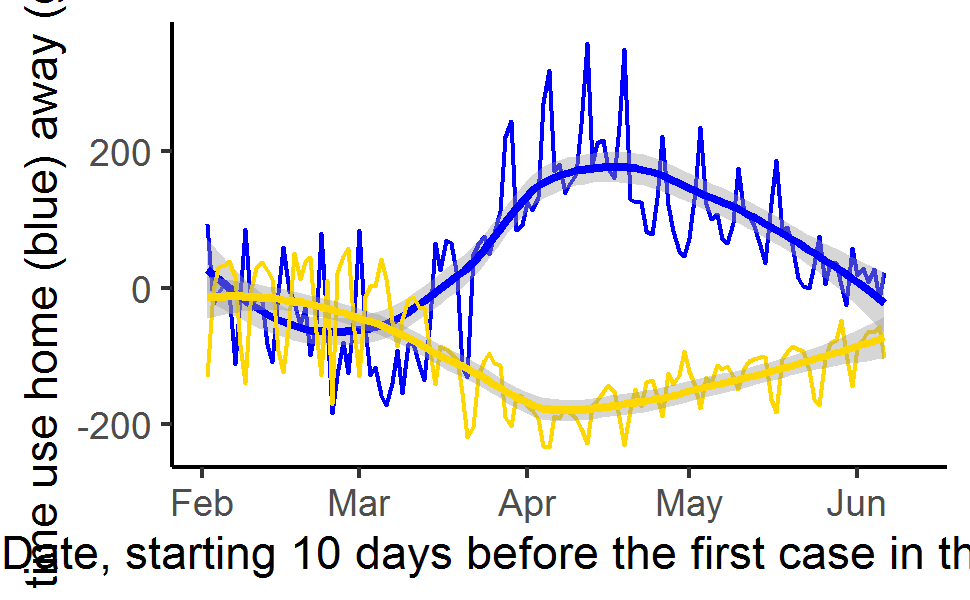 time use home (blue) away (
200
0
-200
Feb Mar Apr May Jun
Date, starting 10 days before the first case in th